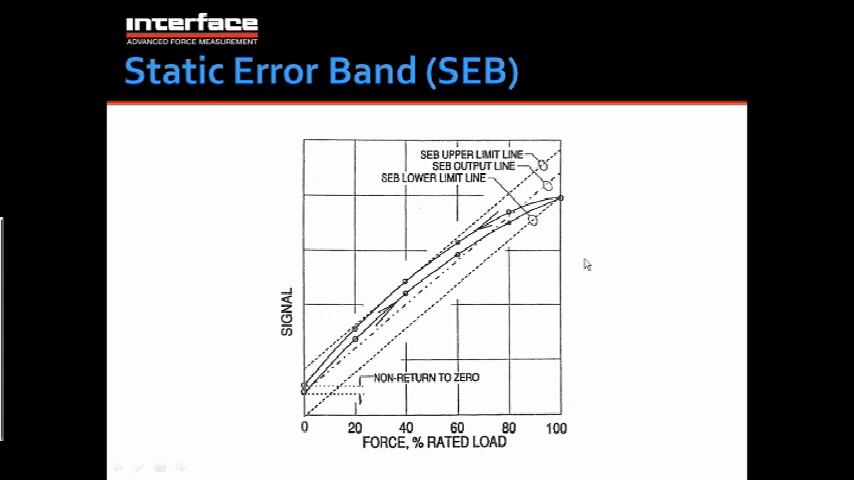 interface
ADVANCED FORCE MEASUREMENT
Static Error Band (SEB)
SEB UPPER LIMIT LINE
SEB OUTPUT LINE
SEB LOWER LIMIT LINE
SIGNAL
NON-RETURN TO ZERO
0 20 40 60 80 100
FORCE, % RATED LOAD